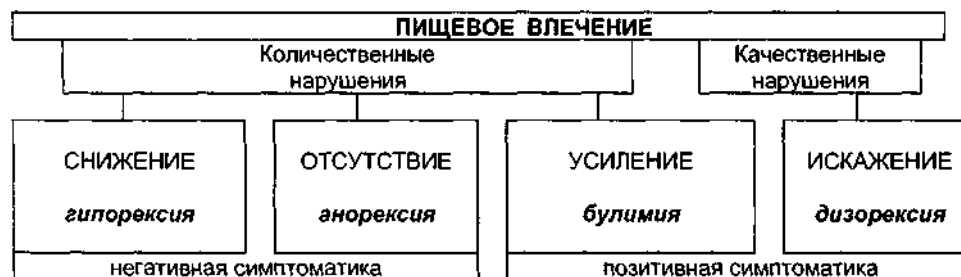 ПИЩЕВОЕ ВЛЕЧЕНИЕ
Количественные
нарушения
Качественные
нарушения
СНИЖЕНИЕ
гипорексия
ОТСУТСТВИЕ
анорексия
УСИЛЕНИЕ
булимия
ИСКАЖЕНИЕ
дизорексия
негативная симптоматика
позитивная симптоматика